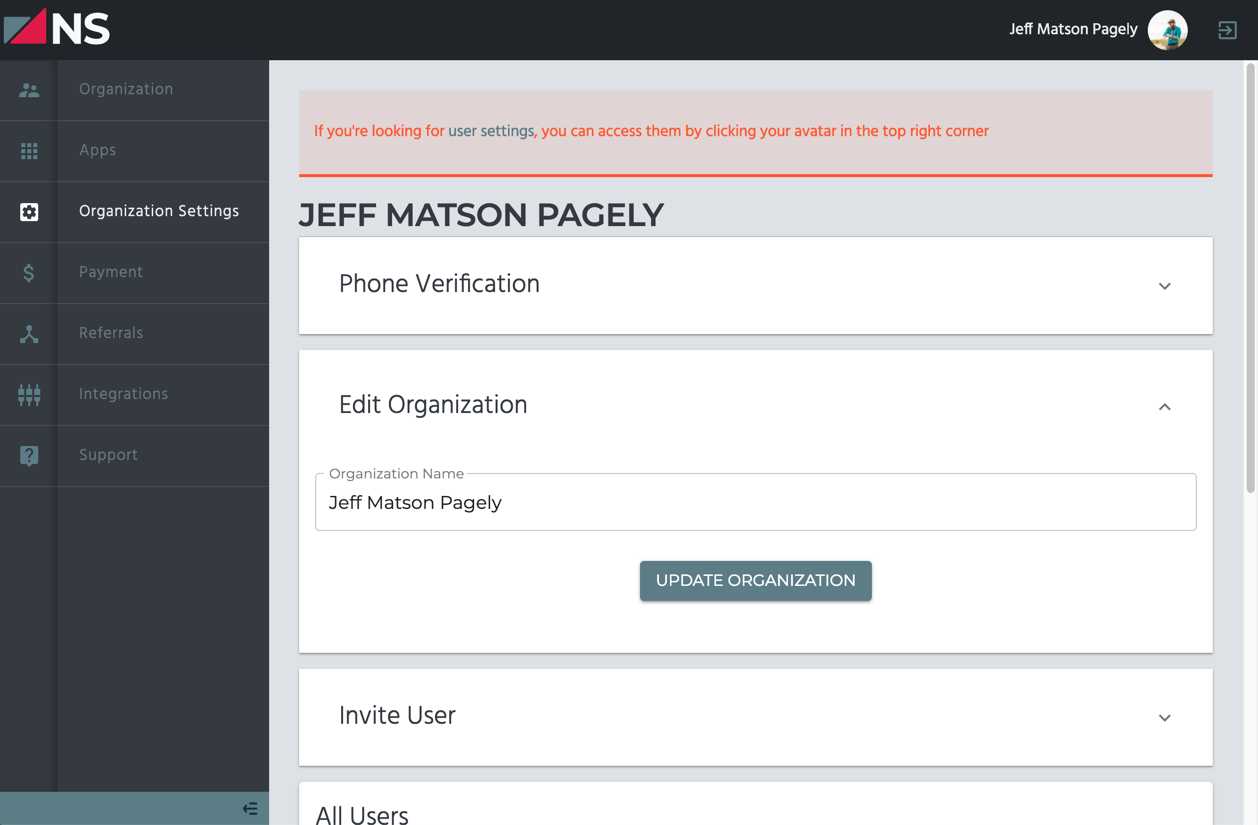 NS
Jeff Matson Pagely
Organization
Apps
Organization Settings
Payment
Referrals
Integrations
Support
If you're looking for user settings, you can access them by clicking your avatar in the top right corner
JEFF MATSON PAGELY
Phone Verification
Edit Organization
Organization Name
Jeff Matson Pagely
UPDATE ORGANIZATION
Invite User
All Users